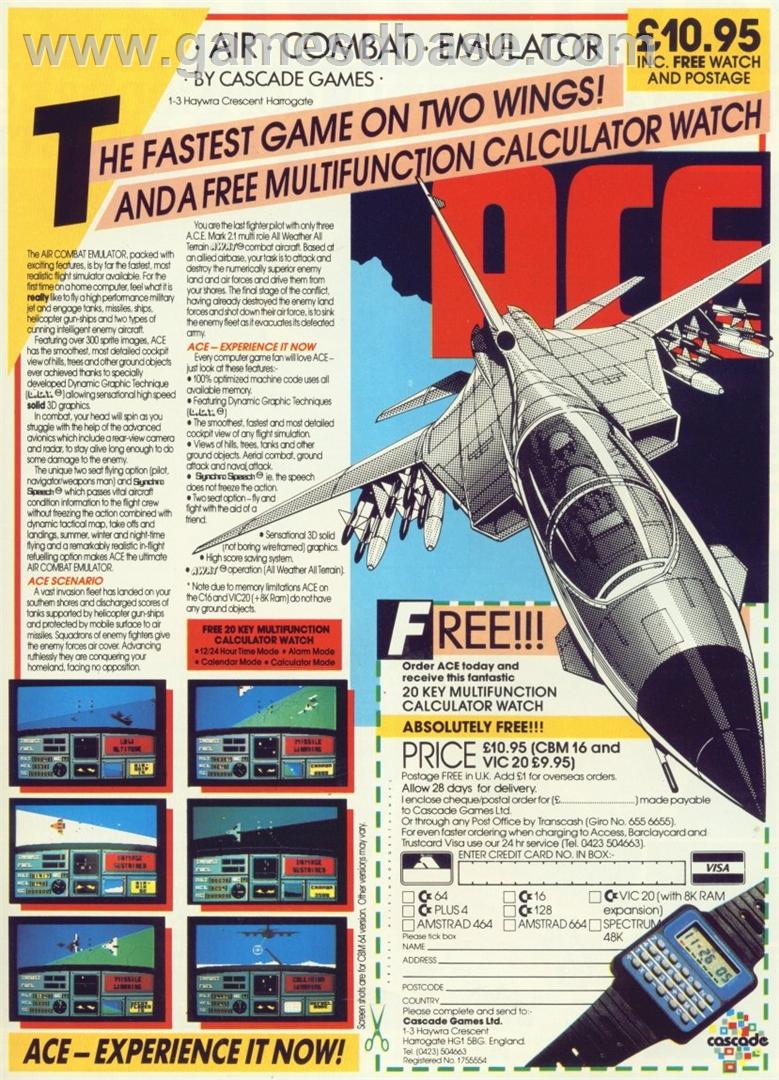 www.gamesdbase.com
· AIR · COMBAT · EMULATOR ·
· BY CASCADE GAMES ·
1-3 Haywra Crescent Harrogate
£10.95
INC. FREE WATCH
AND POSTAGE
THE FASTEST GAME ON TWO WINGS!
AND A FREE MULTIFUNCTION CALCULATOR WATCH
ACE
The AIR COMBAT EMULATOR, packed with
exciting features, is by far the fastest, most
realistic flight simulator available. For the
first time on a home computer, feel what it is
really like to fly a high performance military
jet and engage tanks, missiles, ships,
helicopter gun-ships and two types of
cunning intelligent enemy aircraft.
Featuring over 300 sprite images, ACE
has the smoothest, most detailed cockpit
view of hills, trees and other ground objects
ever achieved thanks to specially
developed Dynamic Graphic Technique
allowing sensational high speed
solid 3D graphics.
In combat, your head will spin as you
struggle with the help of the advanced
avionics which include a rear-view camera
and radar, to stay alive long enough to do
some damage to the enemy.
The unique two seat flying option (pilot,
navigator/weapons man) and Synchro
Speech which passes vital aircraft
condition information to the flight crew
without freezing the action combined with
dynamic tactical map, take offs and
landings, summer, winter and night-time
flying and a remarkably realistic in-flight
refuelling option makes ACE the ultimate
AIR COMBAT EMULATOR.
ACE SCENARIO
A vast invasion fleet has landed on your
southern shores and discharged scores of
tanks supported by helicopter gun-ships
and protected by mobile surface to air
missiles. Squadrons of enemy fighters give
the enemy forces air cover. Advancing
ruthlessly they are conquering your
homeland, facing no opposition.
You are the last fighter pilot with only three
A.C.E. Mark 2.1 multi role All Weather All
Terrain AWAT combat aircraft. Based at
an allied airbase, your task is to attack and
destroy the numerically superior enemy
land and air forces and drive them from
your shores. The final stage of the conflict,
having already destroyed the enemy land
forces and shot down their air force, is to sink
the enemy fleet as it evacuates its defeated
army.
ACE – EXPERIENCE IT NOW
Every computer game fan will love ACE –
just look at these features:-
• 100% optimized machine code uses all
available memory.
• Featuring Dynamic Graphic Techniques
• The smoothest, fastest and most detailed
cockpit view of any flight simulation.
• Views of hills, trees, tanks and other
ground objects. Aerial combat, ground
attack and naval attack.
• Synchro Speech ie. the speech
does not freeze the action.
• Two seat option – fly and
fight with the aid of a
friend.
• Sensational 3D solid
(not boring wireframed) graphics.
• High score saving system.
• AWAT operation (All Weather All Terrain).
* Note due to memory limitations ACE on
the C16 and VIC20 (+8K Ram) do not have
any ground objects.
FREE 20 KEY MULTIFUNCTION
CALCULATOR WATCH
• 12/24 Hour Time Mode • Alarm Mode
• Calendar Mode • Calculator Mode
LOW
ALTITUDE
MISSILE
WARNING
DAMAGE
SUSTAINED
DAMAGE
SUSTAINED
MISSILE
WARNING
COLLISION
WARNING
Screen shots are for CBM 64 version. Other versions may vary.
ACE – EXPERIENCE IT NOW!
FREE!!!
Order ACE today and
receive this fantastic
20 KEY MULTIFUNCTION
CALCULATOR WATCH
ABSOLUTELY FREE!!!
PRICE £10.95 (CBM 16 and
VIC 20 £9.95)
Postage FREE in U.K. Add £1 for overseas orders.
Allow 28 days for delivery.
I enclose cheque/postal order for (£..............................) made payable
to Cascade Games Ltd.
Or through any Post Office by Transcash (Giro No. 655 6655).
For even faster ordering when charging to Access, Barclaycard and
Trustcard Visa use our 24 hr service (Tel. 0423 504663).
ENTER CREDIT CARD NO. IN BOX:-
VISA
64
16
VIC 20 (with 8K RAM
expansion)
PLUS 4
128
AMSTRAD 464
AMSTRAD 664
SPECTRUM
48K
Please tick box
NAME
ADDRESS
POSTCODE
COUNTRY
Please complete and send to:-
Cascade Games Ltd.
1-3 Haywra Crescent
Harrogate HG1 5BG. England.
Tel. (0423) 504663
Registered No. 1755554
11:26 05
cascade